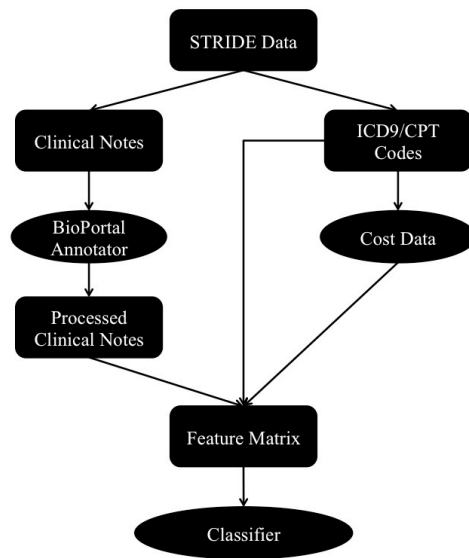 STRIDE Data
Clinical Notes
ICD9/CPT
Codes
BioPortal
Annotator
Cost Data
Processed
Clinical Notes
Feature Matrix
Classifier